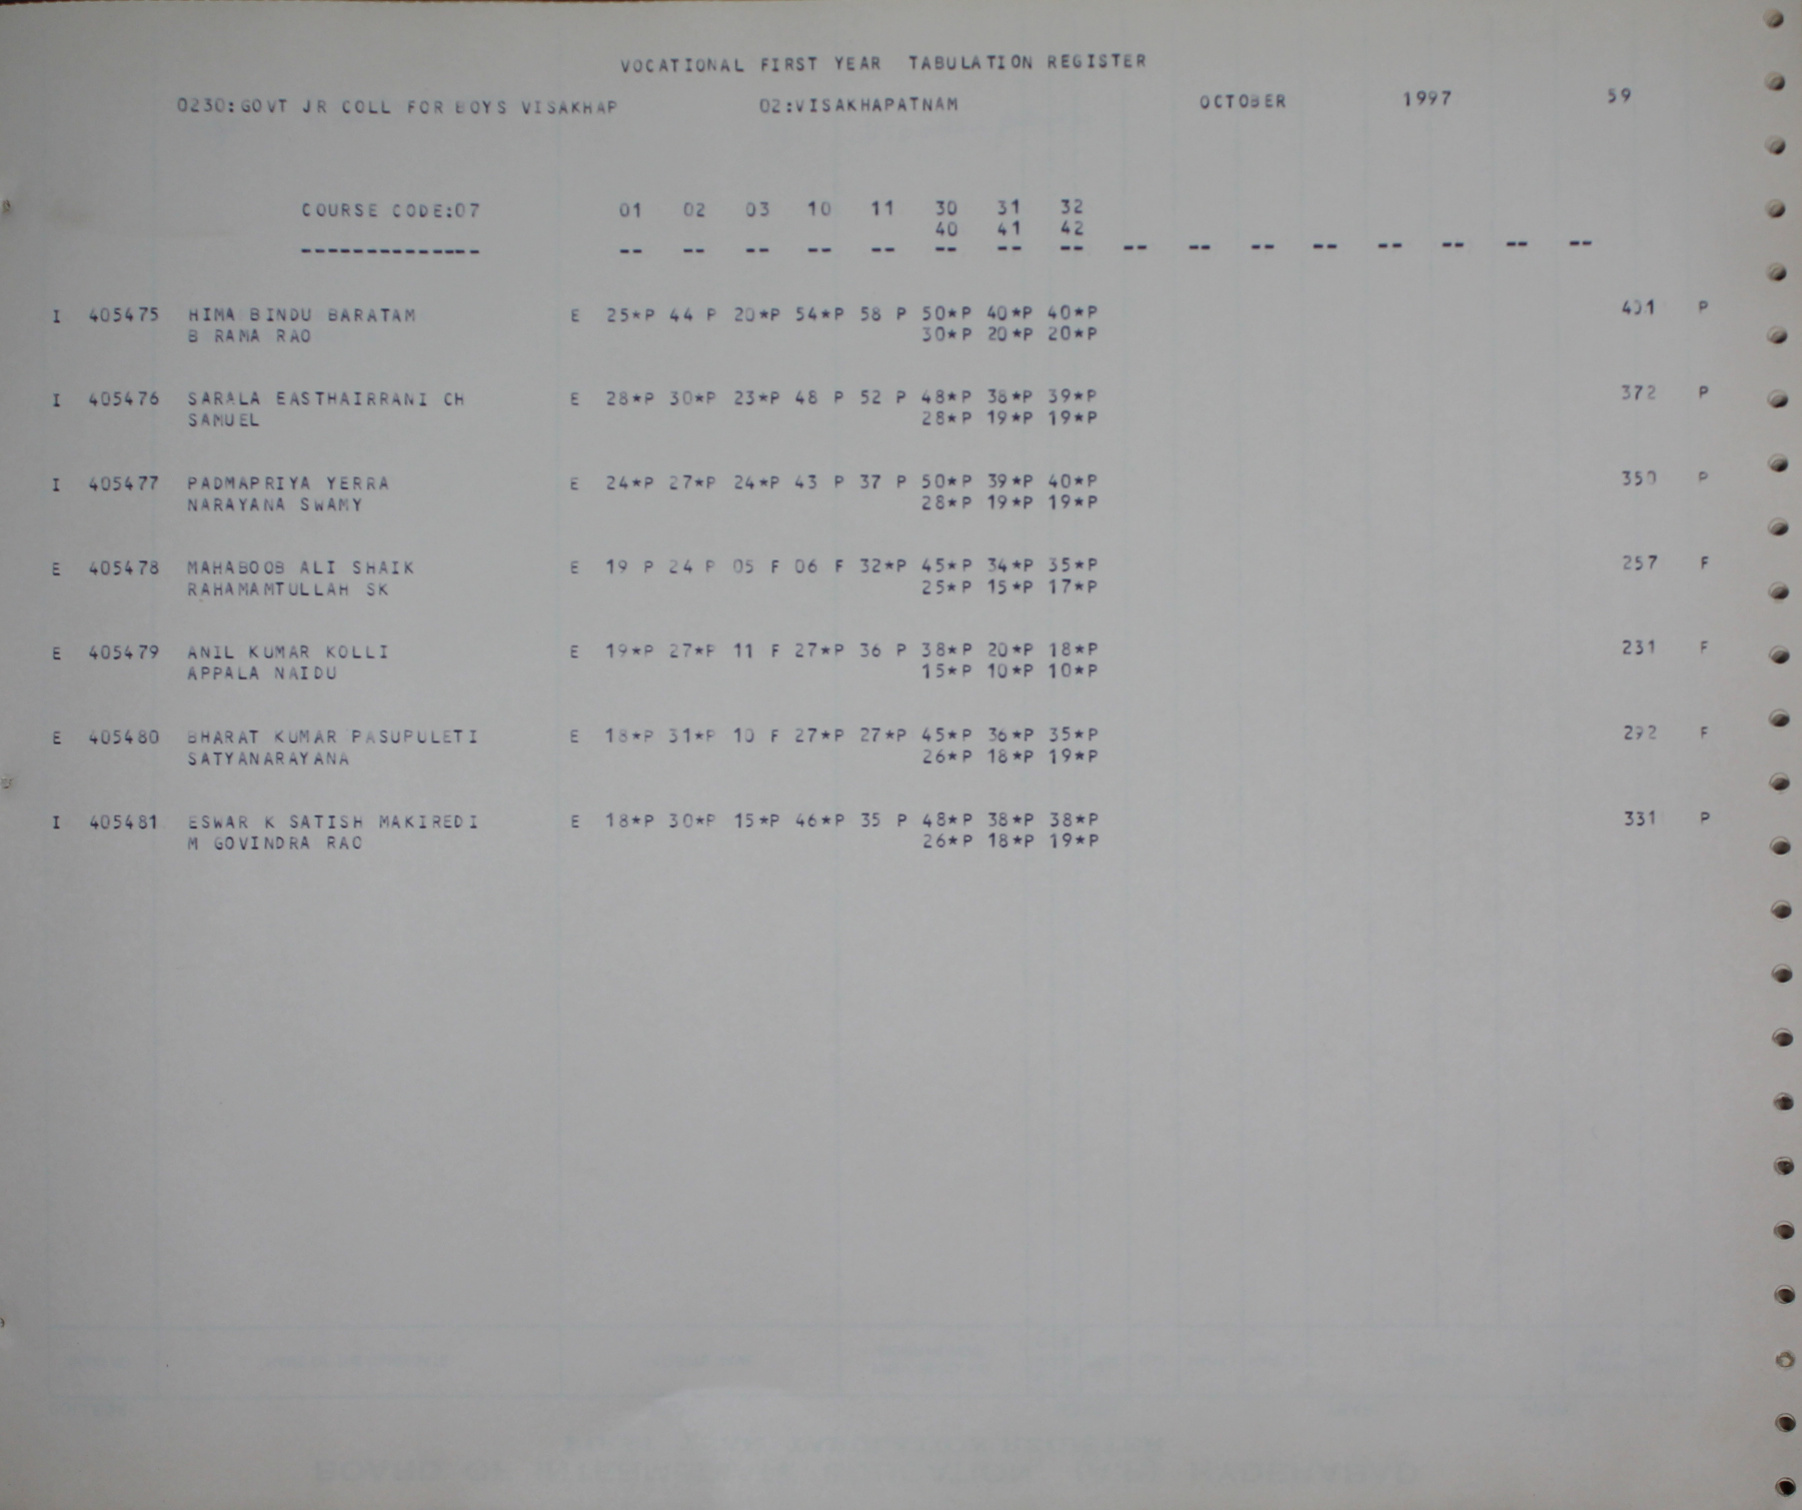 VOCATIONAL FIRST YEAR TABULATION REGISTER
0230:GOVT JR COLL FOR BOYS VISAKHAP 02:VISAKHAPATNAM OCTOBER 1997 59
COURSE CODE:07 01 02 03 10 11 30 31 32
40 41 42
-------------- -- -- -- -- -- -- -- -- -- -- -- -- -- -- -- --
I 405475 HIMA BINDU BARATAM E 25*P 44 P 20*P 54*P 58 P 50*P 40*P 40*P 401 P
B RAMA RAO 30*P 20*P 20*P
I 405476 SARALA EASTHAIRRANI CH E 28*P 30*P 23*P 48 P 52 P 48*P 38*P 39*P 372 P
SAMUEL 28*P 19*P 19*P
I 405477 PADMAPRIYA YERRA E 24*P 27*P 24*P 43 P 37 P 50*P 39*P 40*P 350 P
NARAYANA SWAMY 28*P 19*P 19*P
E 405478 MAHABOOB ALI SHAIK E 19 P 24 P 05 F 06 F 32*P 45*P 34*P 35*P 257 F
RAHAMAMTULLAH SK 25*P 15*P 17*P
E 405479 ANIL KUMAR KOLLI E 19*P 27*P 11 F 27*P 36 P 38*P 20*P 18*P 231 F
APPALA NAIDU 15*P 10*P 10*P
E 405480 BHARAT KUMAR PASUPULETI E 18*P 31*P 10 F 27*P 27*P 45*P 36*P 35*P 292 F
SATYANARAYANA 26*P 18*P 19*P
I 405481 ESWAR K SATISH MAKIREDI E 18*P 30*P 15*P 46*P 35 P 48*P 38*P 38*P 331 P
M GOVINDRA RAO 26*P 18*P 19*P